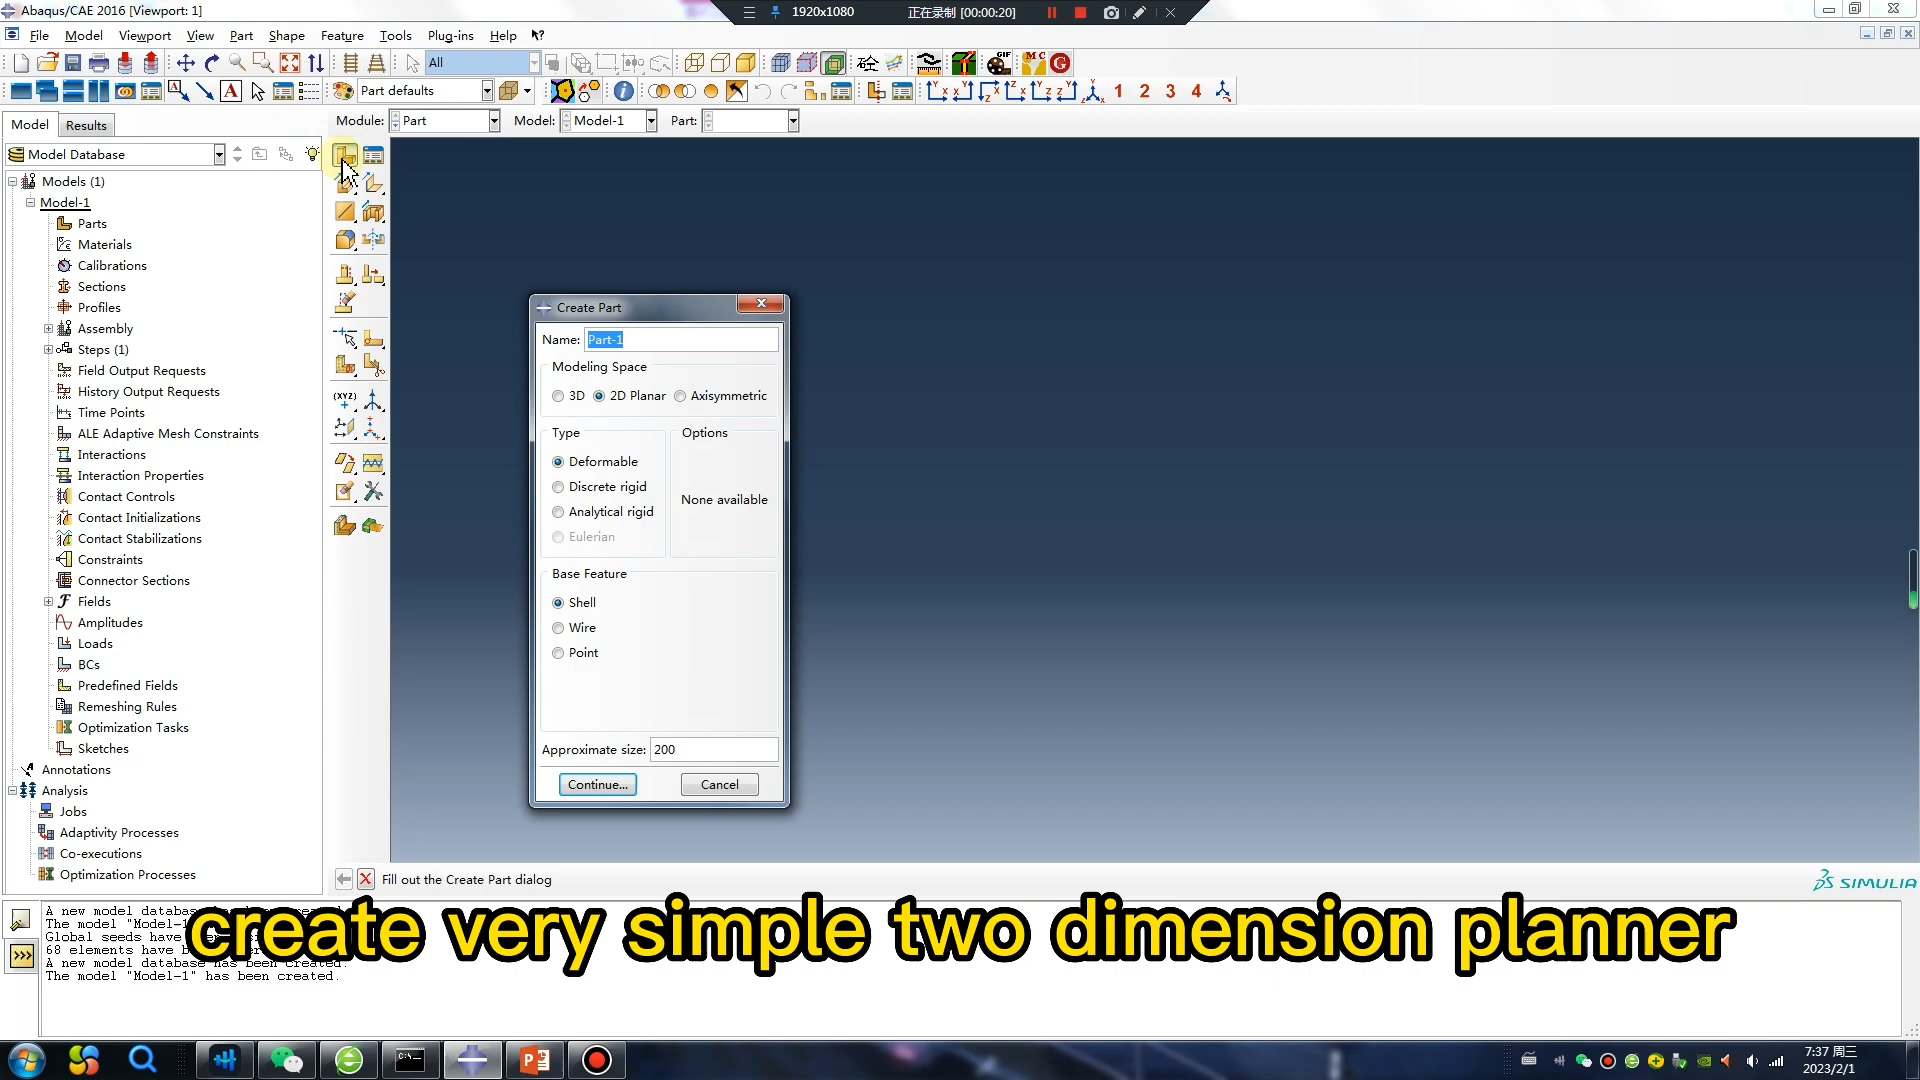 Abaqus/CAE 2016 [Viewport: 1]
1920x1080
正在录制 [00:00:20]
File Model Viewport View Part Shape Feature Tools Plug-ins Help
All
GIF
M C
G
A
Part defaults
1 2 3 4
Model Results
Module: Part Model: Model-1 Part:
Model Database
Models (1)
Model-1
Parts
Materials
Calibrations
Sections
Profiles
Assembly
Steps (1)
Field Output Requests
History Output Requests
Time Points
ALE Adaptive Mesh Constraints
Interactions
Interaction Properties
Contact Controls
Contact Initializations
Contact Stabilizations
Constraints
Connector Sections
Fields
Amplitudes
Loads
BCs
Predefined Fields
Remeshing Rules
Optimization Tasks
Sketches
Annotations
Analysis
Jobs
Adaptivity Processes
Co-executions
Optimization Processes
(XYZ)
Create Part
Name: Part-1
Modeling Space
3D 2D Planar Axisymmetric
Type
Deformable
Discrete rigid
Analytical rigid
Eulerian
Options
None available
Base Feature
Shell
Wire
Point
Approximate size: 200
Continue... Cancel
Fill out the Create Part dialog
SIMULIA
A new model database has been created.
The model "Model-1"
Global seeds have
68 elements have
A new model database has been created.
The model "Model-1" has been created.
create very simple two dimension planner
7:37 周三
2023/2/1